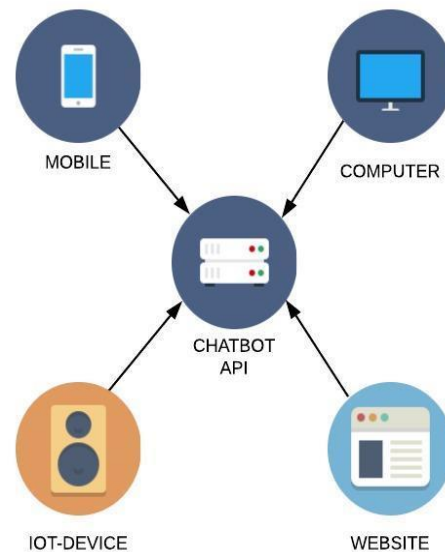 MOBILE
COMPUTER
CHATBOT
API
IOT-DEVICE
WEBSITE